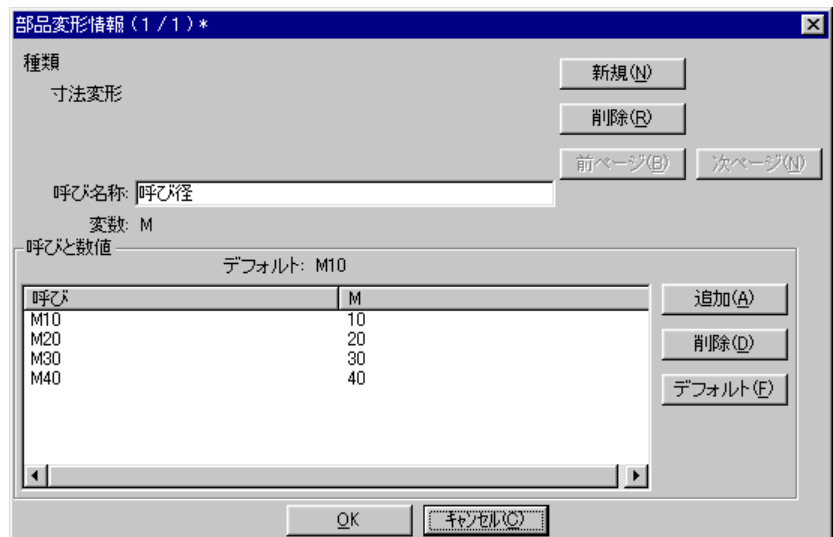 部品変形情報(1/1)*
種類
寸法変形
新規(N)
削除(R)
前ページ(B) 次ページ(N)
呼び名称: 呼び径
変数: M
呼びと数値
デフォルト: M10
呼び M
M10 10
M20 20
M30 30
M40 40
追加(A)
削除(D)
デフォルト(F)
OK キャンセル(C)